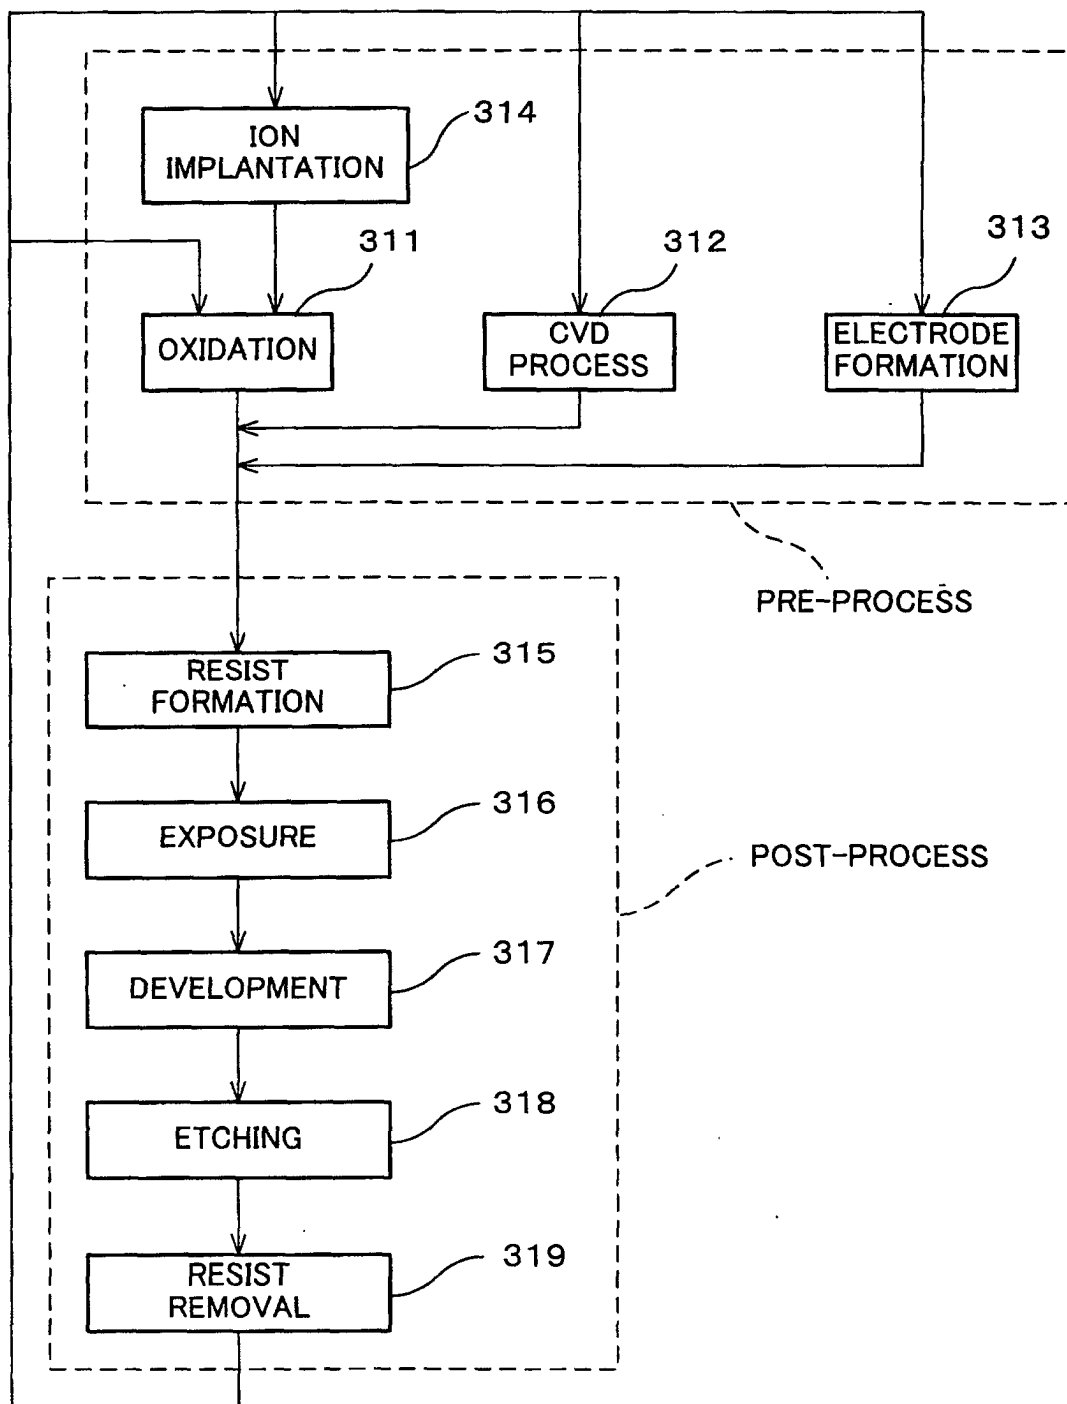 ION
IMPLANTATION
314
311
312
313
OXIDATION
CVD
PROCESS
ELECTRODE
FORMATION
PRE-PROCESS
RESIST
FORMATION
315
EXPOSURE
316
POST-PROCESS
DEVELOPMENT
317
ETCHING
318
RESIST
REMOVAL
319